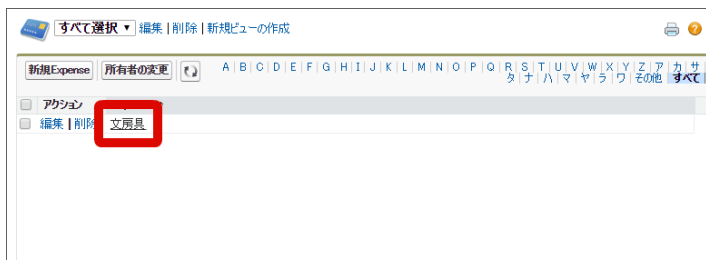 すべて選択 ▼ 編集 | 削除 | 新規ビューの作成
新規Expense 所有者の変更 A | B | C | D | E | F | G | H | I | J | K | L | M | N | O | P | Q | R | S | T | U | V | W | X | Y | Z | ア | カ | サ
タ | ナ | ハ | マ | ヤ | ラ | ワ | その他 | すべて
アクション
編集 | 削除 文房具